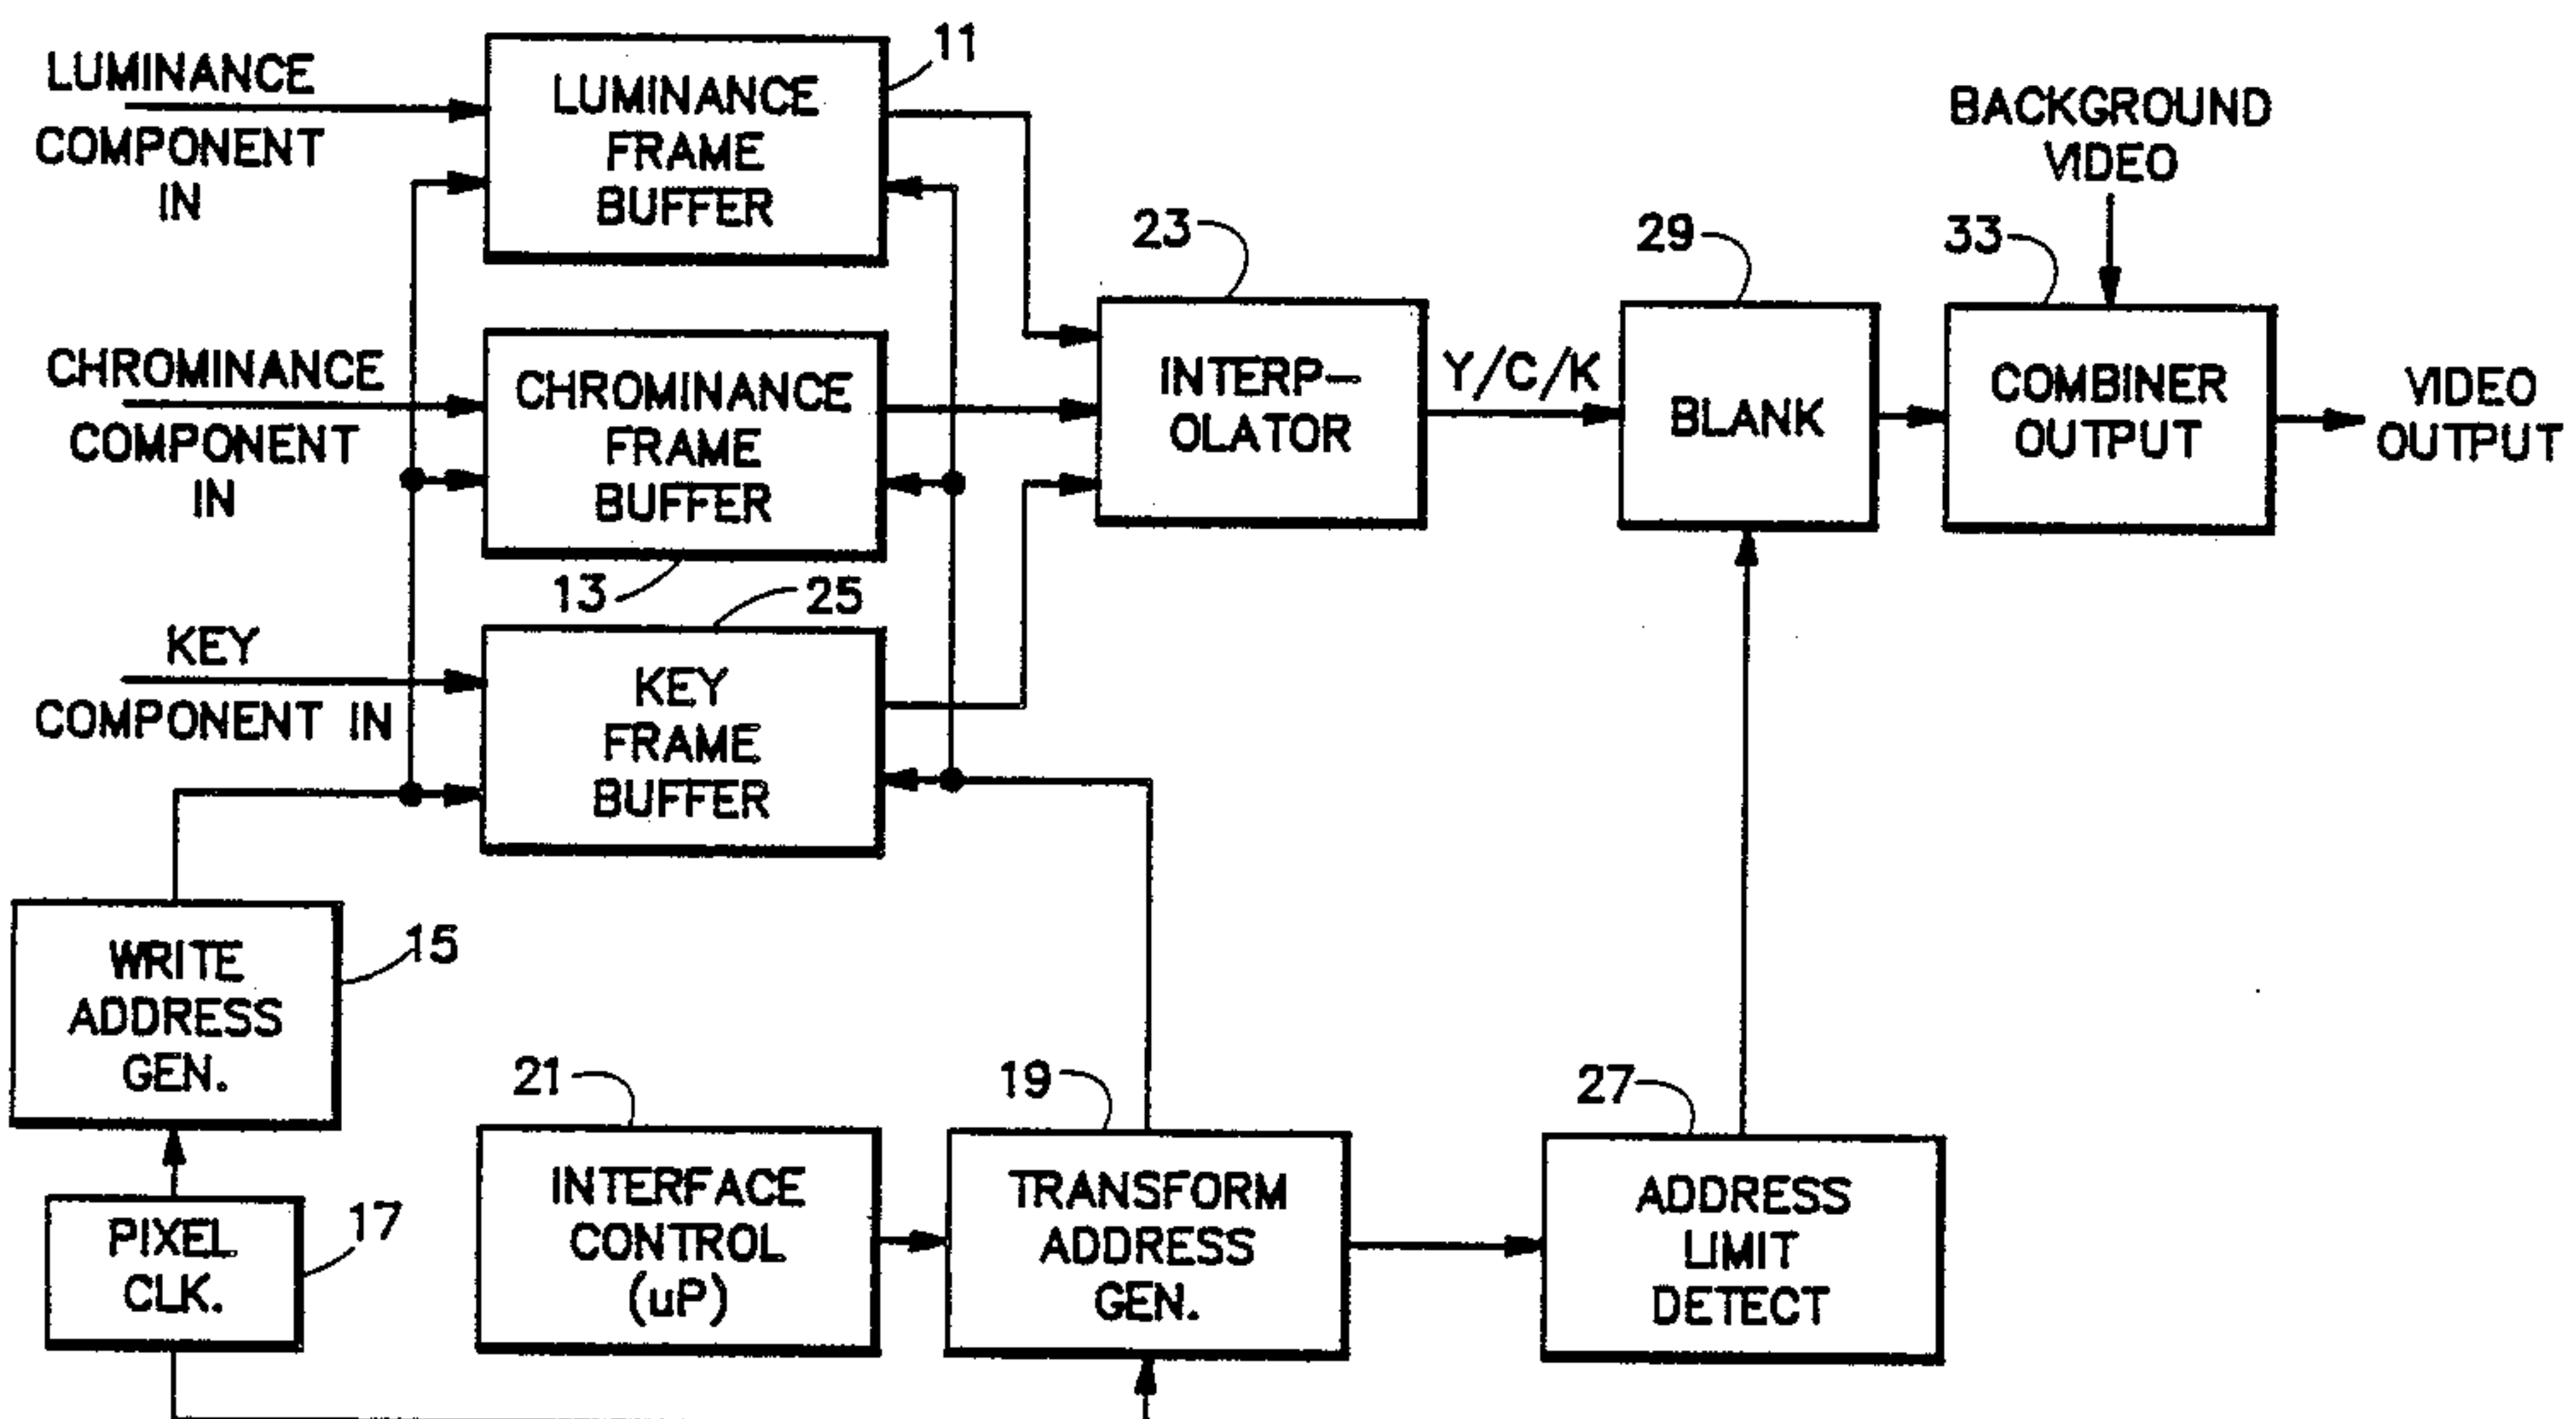 LUMINANCE
COMPONENT
IN
LUMINANCE
FRAME
BUFFER
11
CHROMINANCE
COMPONENT
IN
CHROMINANCE
FRAME
BUFFER
13
KEY
COMPONENT IN
KEY
FRAME
BUFFER
25
23
INTERP-
OLATOR
Y/C/K
29
BLANK
BACKGROUND
VIDEO
33
COMBINER
OUTPUT
VIDEO
OUTPUT
WRITE
ADDRESS
GEN.
15
PIXEL
CLK.
17
21
INTERFACE
CONTROL
(uP)
19
TRANSFORM
ADDRESS
GEN.
27
ADDRESS
LIMIT
DETECT